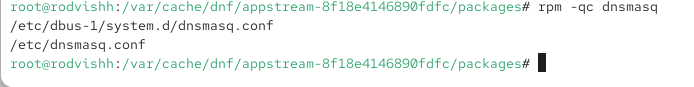 root@rodvishh:/var/cache/dnf/appstream-8f18e4146890fdfc/packages# rpm -qc dnsmasq
/etc/dbus-1/system.d/dnsmasq.conf
/etc/dnsmasq.conf
root@rodvishh:/var/cache/dnf/appstream-8f18e4146890fdfc/packages#